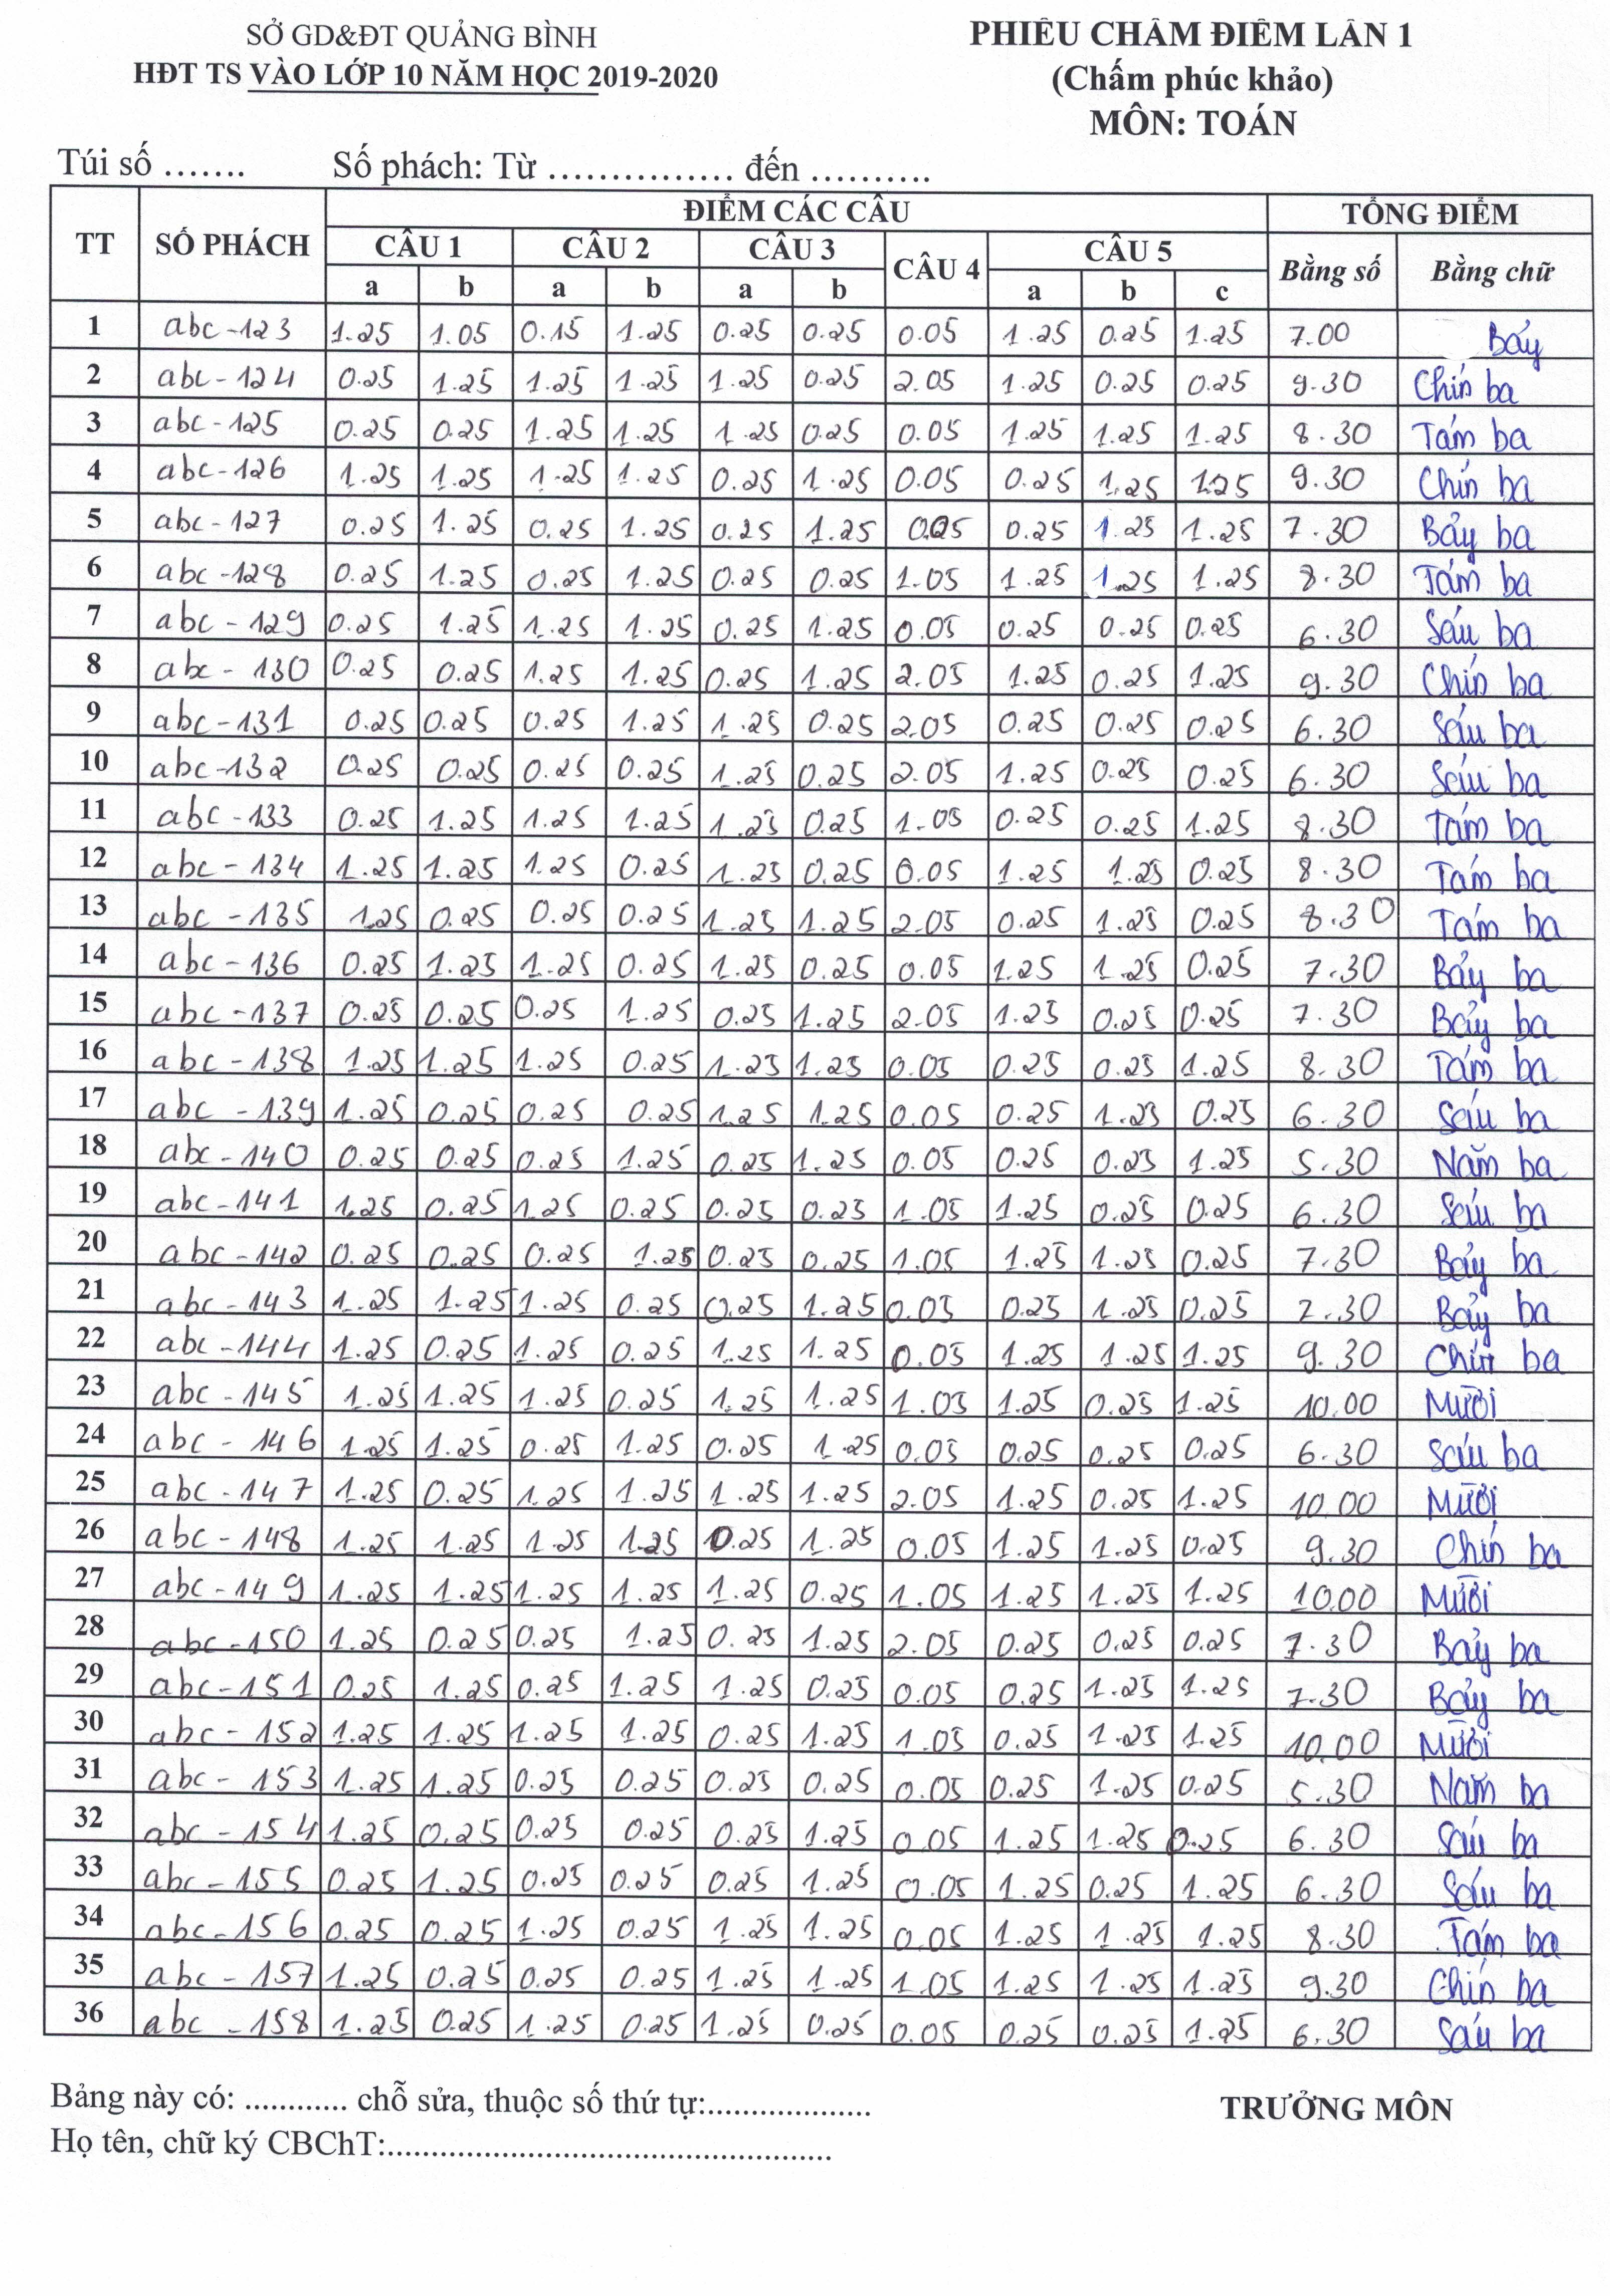 SỞ GD&ĐT QUẢNG BÌNH
HĐT TS VÀO LỚP 10 NĂM HỌC 2019-2020
PHIẾU CHẤM ĐIỂM LẦN 1
(Chấm phúc khảo)
MÔN: TOÁN
Túi số ....... Số phách: Từ ............... đến ..........
TT SỐ PHÁCH ĐIỂM CÁC CÂU TỔNG ĐIỂM
CÂU 1 CÂU 2 CÂU 3 CÂU 4 CÂU 5 Bằng số Bằng chữ
a b a b a b a b c
1 abc-123 1.25 1.05 0.15 1.25 0.25 0.25 0.05 1.25 0.25 1.25 7.00 Bảy
2 abc-124 0.25 1.25 1.25 1.25 1.25 0.25 2.05 1.25 0.25 0.25 9.30 Chín ba
3 abc-125 0.25 0.25 1.25 1.25 1.25 0.25 0.05 1.25 1.25 1.25 8.30 Tám ba
4 abc-126 1.25 1.25 1.25 1.25 0.25 1.25 0.05 0.25 1.25 1.25 9.30 Chín ba
5 abc-127 0.25 1.25 0.25 1.25 0.25 1.25 0.05 0.25 1.25 1.25 7.30 Bảy ba
6 abc-128 0.25 1.25 0.25 1.25 0.25 0.25 1.05 1.25 1.25 1.25 8.30 Tám ba
7 abc-129 0.25 1.25 1.25 1.25 0.25 1.25 0.05 0.25 0.25 0.25 6.30 Sáu ba
8 abc-130 0.25 0.25 1.25 1.25 0.25 1.25 2.05 1.25 0.25 1.25 9.30 Chín ba
9 abc-131 0.25 0.25 0.25 1.25 1.25 0.25 2.05 0.25 0.25 0.25 6.30 Sáu ba
10 abc-132 0.25 0.25 0.25 0.25 1.25 0.25 2.05 1.25 0.25 0.25 6.30 Sáu ba
11 abc-133 0.25 1.25 1.25 1.25 1.25 0.25 1.05 0.25 0.25 1.25 8.30 Tám ba
12 abc-134 1.25 1.25 1.25 0.25 1.25 0.25 0.05 1.25 1.25 0.25 8.30 Tám ba
13 abc-135 1.25 0.25 0.25 0.25 1.25 1.25 2.05 0.25 1.25 0.25 8.30 Tám ba
14 abc-136 0.25 1.25 1.25 0.25 1.25 0.25 0.05 1.25 1.25 0.25 7.30 Bảy ba
15 abc-137 0.25 0.25 0.25 1.25 0.25 1.25 2.05 1.25 0.25 0.25 7.30 Bảy ba
16 abc-138 1.25 1.25 1.25 0.25 1.25 1.25 0.05 0.25 0.25 1.25 8.30 Tám ba
17 abc-139 1.25 0.25 0.25 0.25 1.25 1.25 0.05 0.25 1.25 0.25 6.30 Sáu ba
18 abc-140 0.25 0.25 0.25 1.25 0.25 1.25 0.05 0.25 0.25 1.25 5.30 Năm ba
19 abc-141 1.25 0.25 1.25 0.25 0.25 0.25 1.05 1.25 0.25 0.25 6.30 Sáu ba
20 abc-142 0.25 0.25 0.25 1.25 0.25 0.25 1.05 1.25 1.25 0.25 7.30 Bảy ba
21 abc-143 1.25 1.25 1.25 0.25 0.25 1.25 0.05 0.25 1.25 0.25 7.30 Bảy ba
22 abc-144 1.25 0.25 1.25 0.25 1.25 1.25 0.05 1.25 1.25 1.25 9.30 Chín ba
23 abc-145 1.25 1.25 1.25 0.25 1.25 1.25 1.05 1.25 0.25 1.25 10.00 Mười
24 abc-146 1.25 1.25 0.25 1.25 0.25 1.25 0.05 0.25 0.25 0.25 6.30 Sáu ba
25 abc-147 1.25 0.25 1.25 1.25 1.25 1.25 2.05 1.25 0.25 1.25 10.00 Mười
26 abc-148 1.25 1.25 1.25 1.25 0.25 1.25 0.05 1.25 1.25 0.25 9.30 Chín ba
27 abc-149 1.25 1.25 1.25 1.25 1.25 0.25 1.05 1.25 1.25 1.25 10.00 Mười
28 abc-150 1.25 0.25 0.25 1.25 0.25 1.25 2.05 0.25 0.25 0.25 7.30 Bảy ba
29 abc-151 0.25 1.25 0.25 1.25 1.25 0.25 0.05 0.25 1.25 1.25 7.30 Bảy ba
30 abc-152 1.25 1.25 1.25 1.25 0.25 1.25 1.05 0.25 1.25 1.25 10.00 Mười
31 abc-153 1.25 1.25 0.25 0.25 0.25 0.25 0.05 0.25 1.25 0.25 5.30 Năm ba
32 abc-154 1.25 0.25 0.25 0.25 0.25 1.25 0.05 1.25 1.25 0.25 6.30 Sáu ba
33 abc-155 0.25 1.25 0.25 0.25 0.25 1.25 0.05 1.25 0.25 1.25 6.30 Sáu ba
34 abc-156 0.25 0.25 1.25 0.25 1.25 1.25 0.05 1.25 1.25 1.25 8.30 Tám ba
35 abc-157 1.25 0.25 0.25 0.25 1.25 1.25 1.05 1.25 1.25 1.25 9.30 Chín ba
36 abc-158 1.25 0.25 1.25 0.25 1.25 0.25 0.05 0.25 0.25 1.25 6.30 Sáu ba
Bảng này có: ............ chỗ sửa, thuộc số thứ tự:...................
TRƯỞNG MÔN
Họ tên, chữ ký CBChT:....................................................